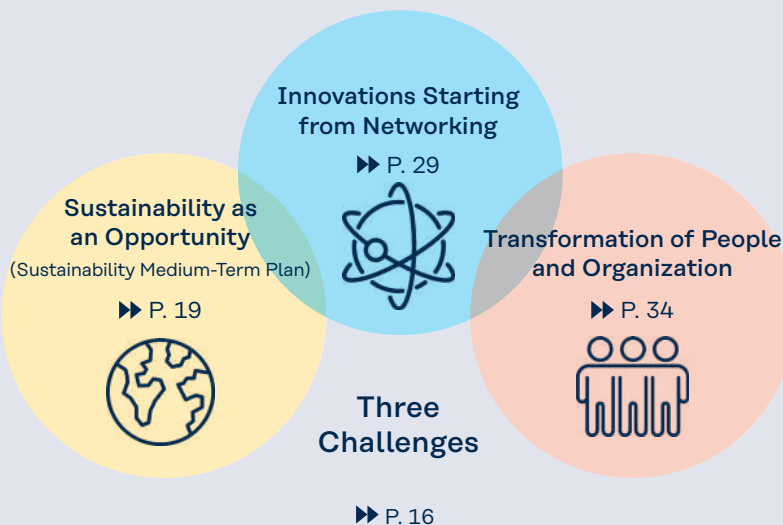 Innovations Starting
from Networking
P. 29
Sustainability as
an Opportunity
(Sustainability Medium-Term Plan)
P. 19
Transformation of People
and Organization
P. 34
Three
Challenges
P. 16